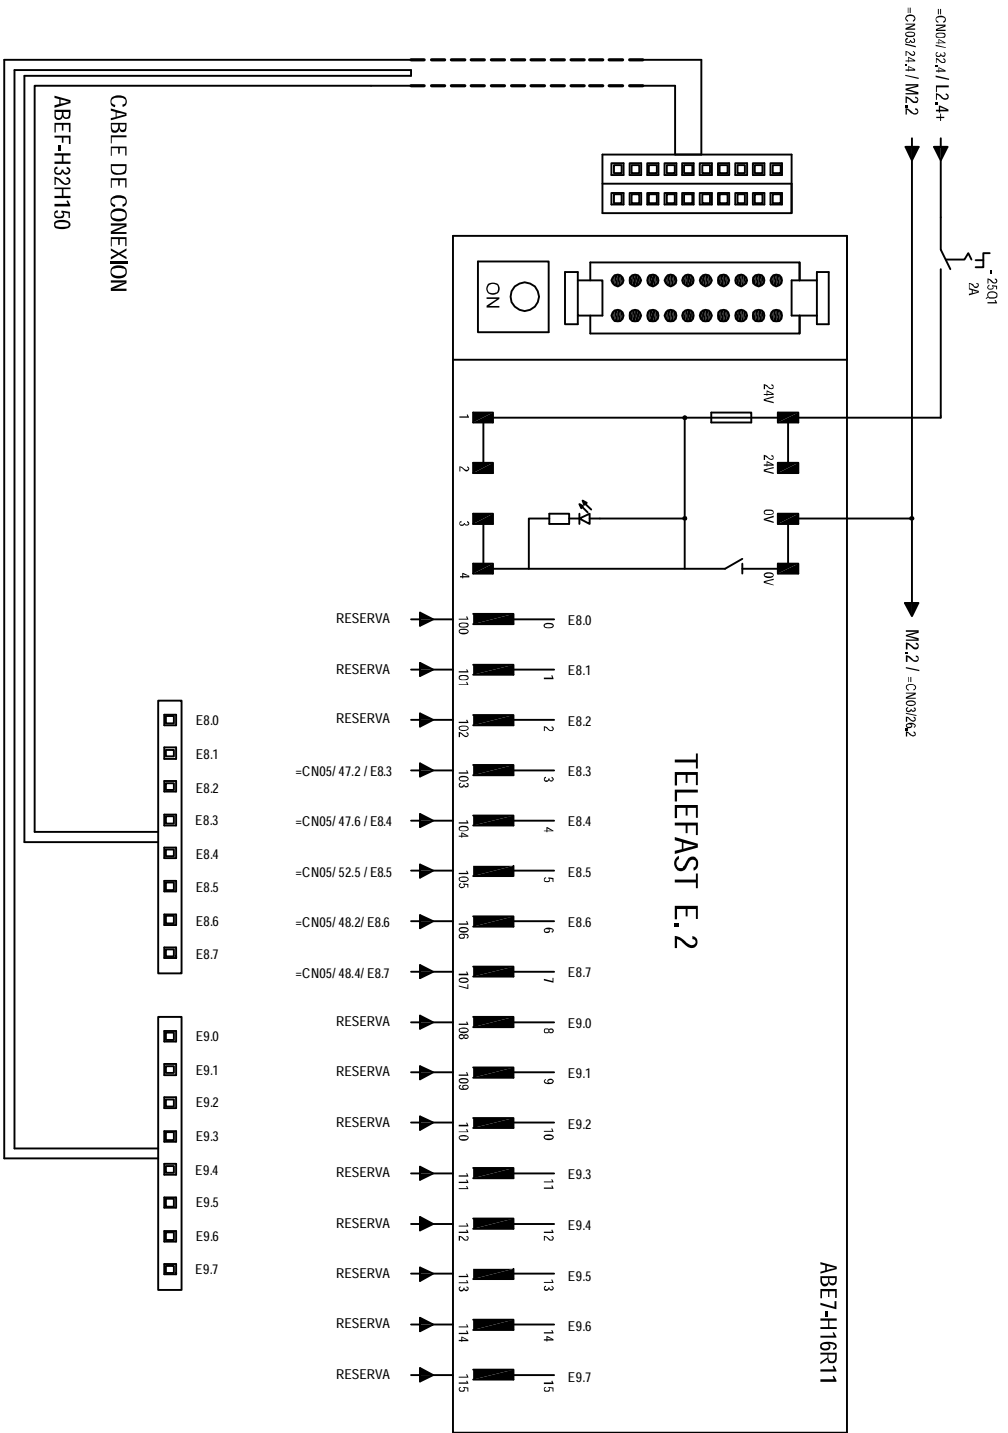 =CN04/ 32.4 / L2.4+
=CN03/ 24.4 / M2.2
- 25Q1
2A
M2.2 / =CN03/26.2
CABLE DE CONEXION
ABEF-H32H150
ON
24V
24V
0V
0V
1
2
3
4
TELEFAST E.2
ABE7-H16R11
RESERVA 100 0 E8.0
RESERVA 101 1 E8.1
RESERVA 102 2 E8.2
=CN05/ 47.2 / E8.3 103 3 E8.3
=CN05/ 47.6 / E8.4 104 4 E8.4
=CN05/ 52.5 / E8.5 105 5 E8.5
=CN05/ 48.2/ E8.6 106 6 E8.6
=CN05/ 48.4/ E8.7 107 7 E8.7
RESERVA 108 8 E9.0
RESERVA 109 9 E9.1
RESERVA 110 10 E9.2
RESERVA 111 11 E9.3
RESERVA 112 12 E9.4
RESERVA 113 13 E9.5
RESERVA 114 14 E9.6
RESERVA 115 15 E9.7
E8.0
E8.1
E8.2
E8.3
E8.4
E8.5
E8.6
E8.7
E9.0
E9.1
E9.2
E9.3
E9.4
E9.5
E9.6
E9.7